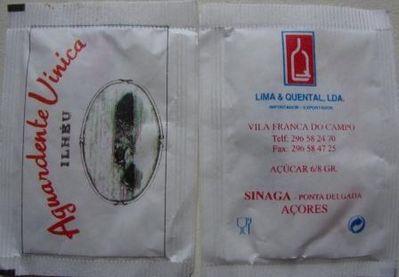 Aguardente Vínica
ILHÉU
LIMA & QUENTAL, LDA.
IMPORTADOR - EXPORTADOR
VILA FRANCA DO CAMPO
Telf: 296 58 24 70
Fax: 296 58 47 25
AÇÚCAR 6/8 GR.
SINAGA - PONTA DELGADA
AÇORES